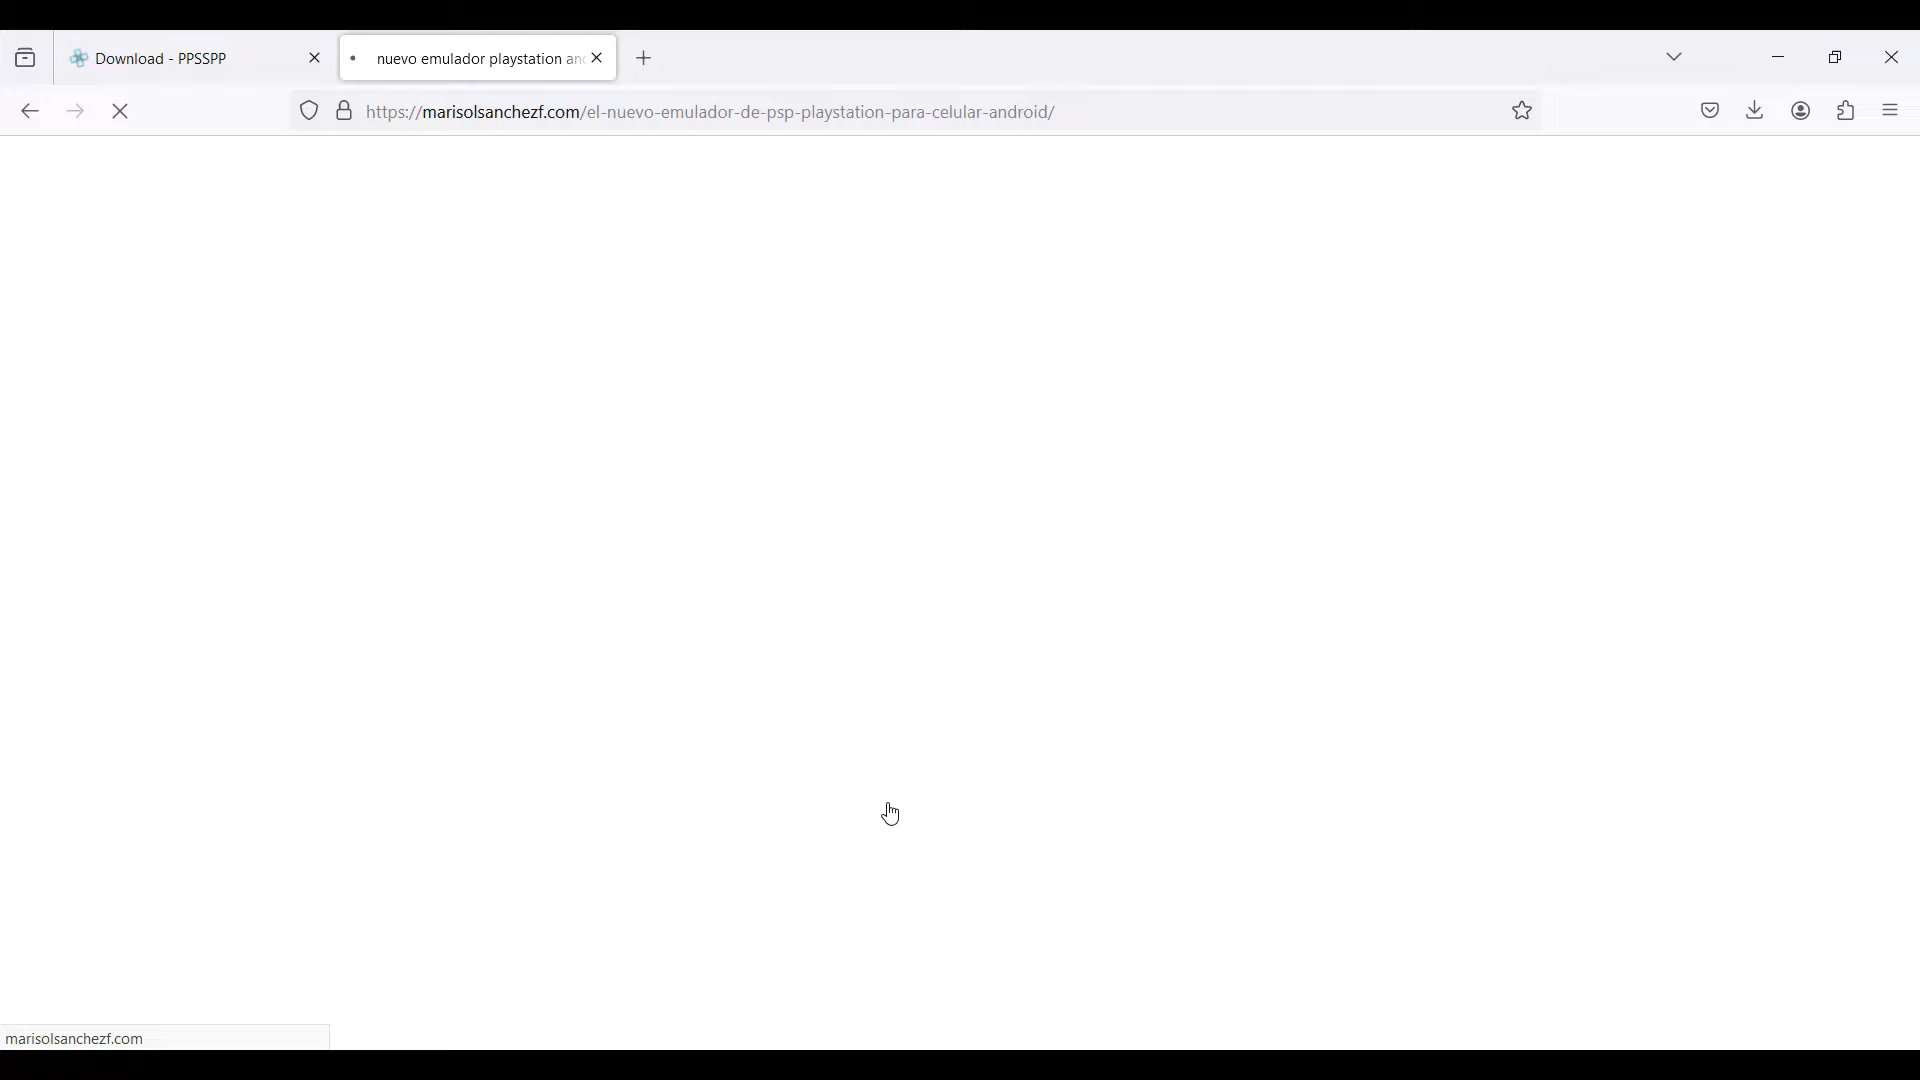 Download - PPSSPP
nuevo emulador playstation an
https://marisolsanchezf.com/el-nuevo-emulador-de-psp-playstation-para-celular-android/
marisolsanchezf.com